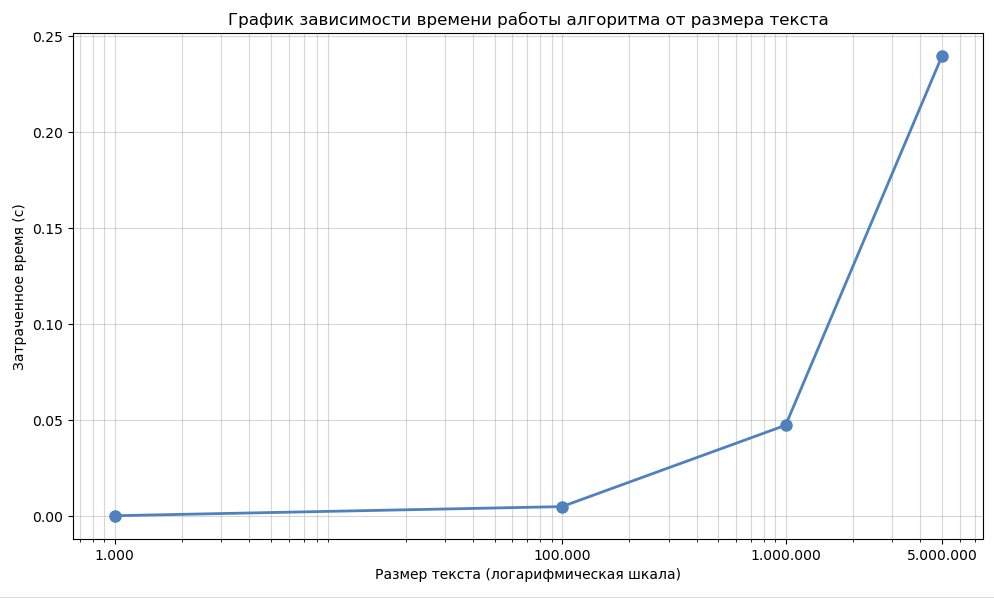 График зависимости времени работы алгоритма от размера текста
0.25
0.20
0.15
0.10
0.05
0.00
Затраченное время (с)
1.000 100.000 1.000.000 5.000.000
Размер текста (логарифмическая шкала)